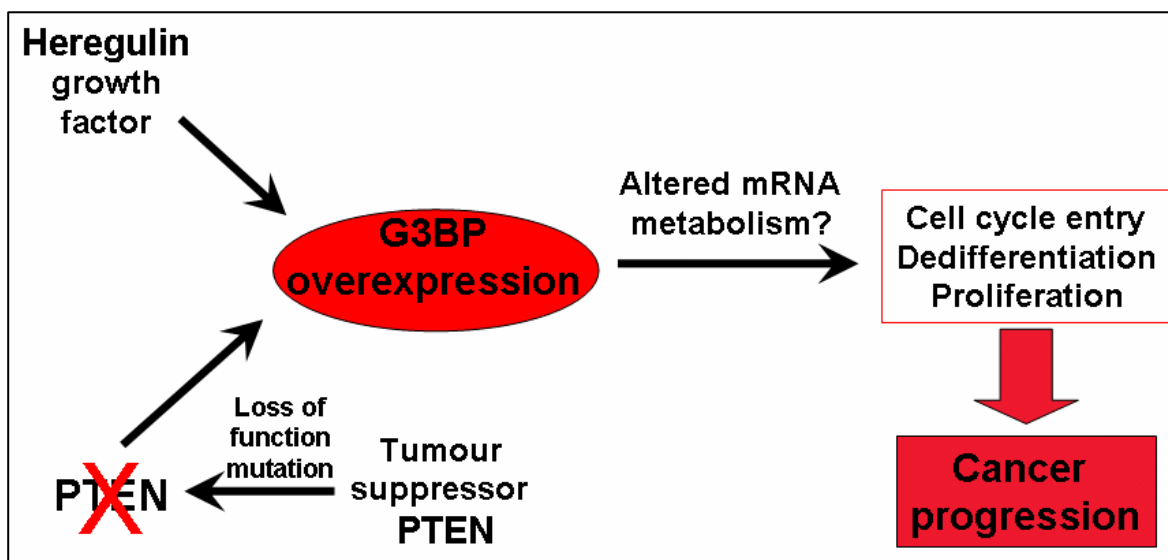 Heregulin
growth
factor
G3BP
overexpression
Altered mRNA
metabolism?
Cell cycle entry
Dedifferentiation
Proliferation
Loss of
function
mutation
PTEN
Tumour
suppressor
PTEN
Cancer
progression